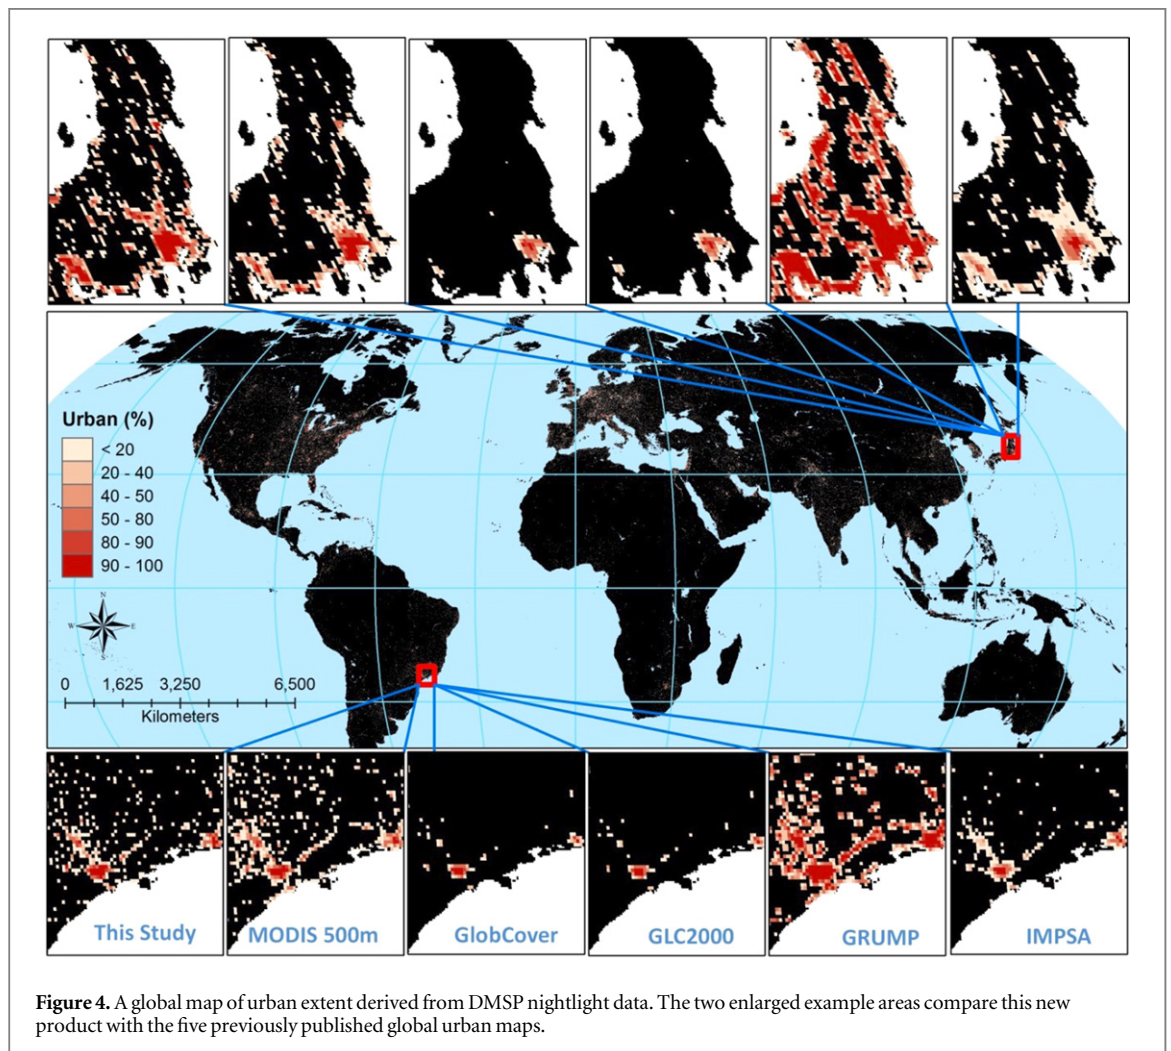 Urban (%)
< 20
20 - 40
40 - 50
50 - 80
80 - 90
90 - 100
N
W E
S
0 1,625 3,250 6,500
Kilometers
This Study MODIS 500m GlobCover GLC2000 GRUMP IMPSA
Figure 4. A global map of urban extent derived from DMSP nightlight data. The two enlarged example areas compare this new
product with the five previously published global urban maps.